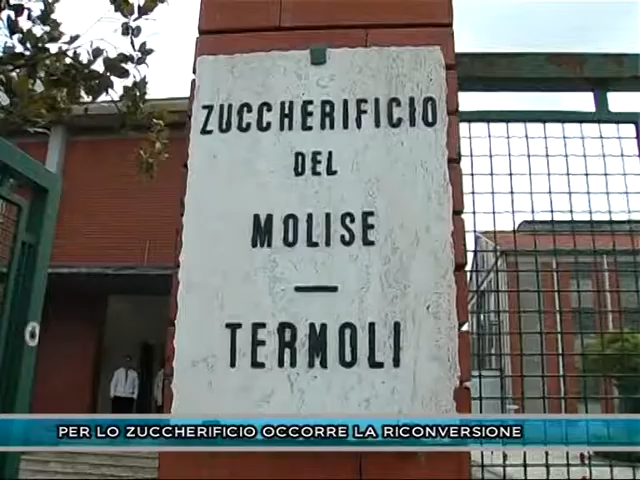 ZUCCHERIFICIO
DEL
MOLISE
—
TERMOLI
PER LO ZUCCHERIFICIO OCCORRE LA RICONVERSIONE